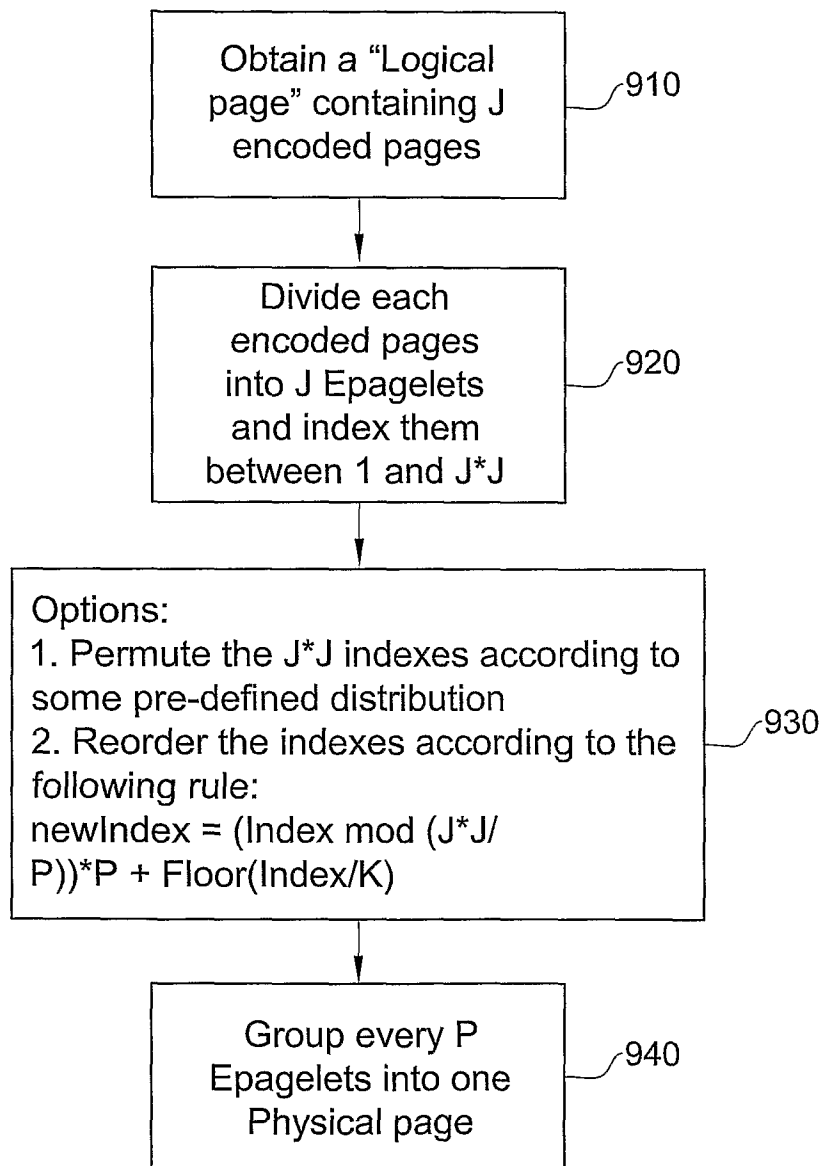 Obtain a “Logical
page” containing J
encoded pages
910
Divide each
encoded pages
into J Epagelets
and index them
between 1 and J*J
920
Options:
1. Permute the J*J indexes according to
some pre-defined distribution
2. Reorder the indexes according to the
following rule:
newIndex = (Index mod (J*J/
P))*P + Floor(Index/K)
930
Group every P
Epagelets into one
Physical page
940